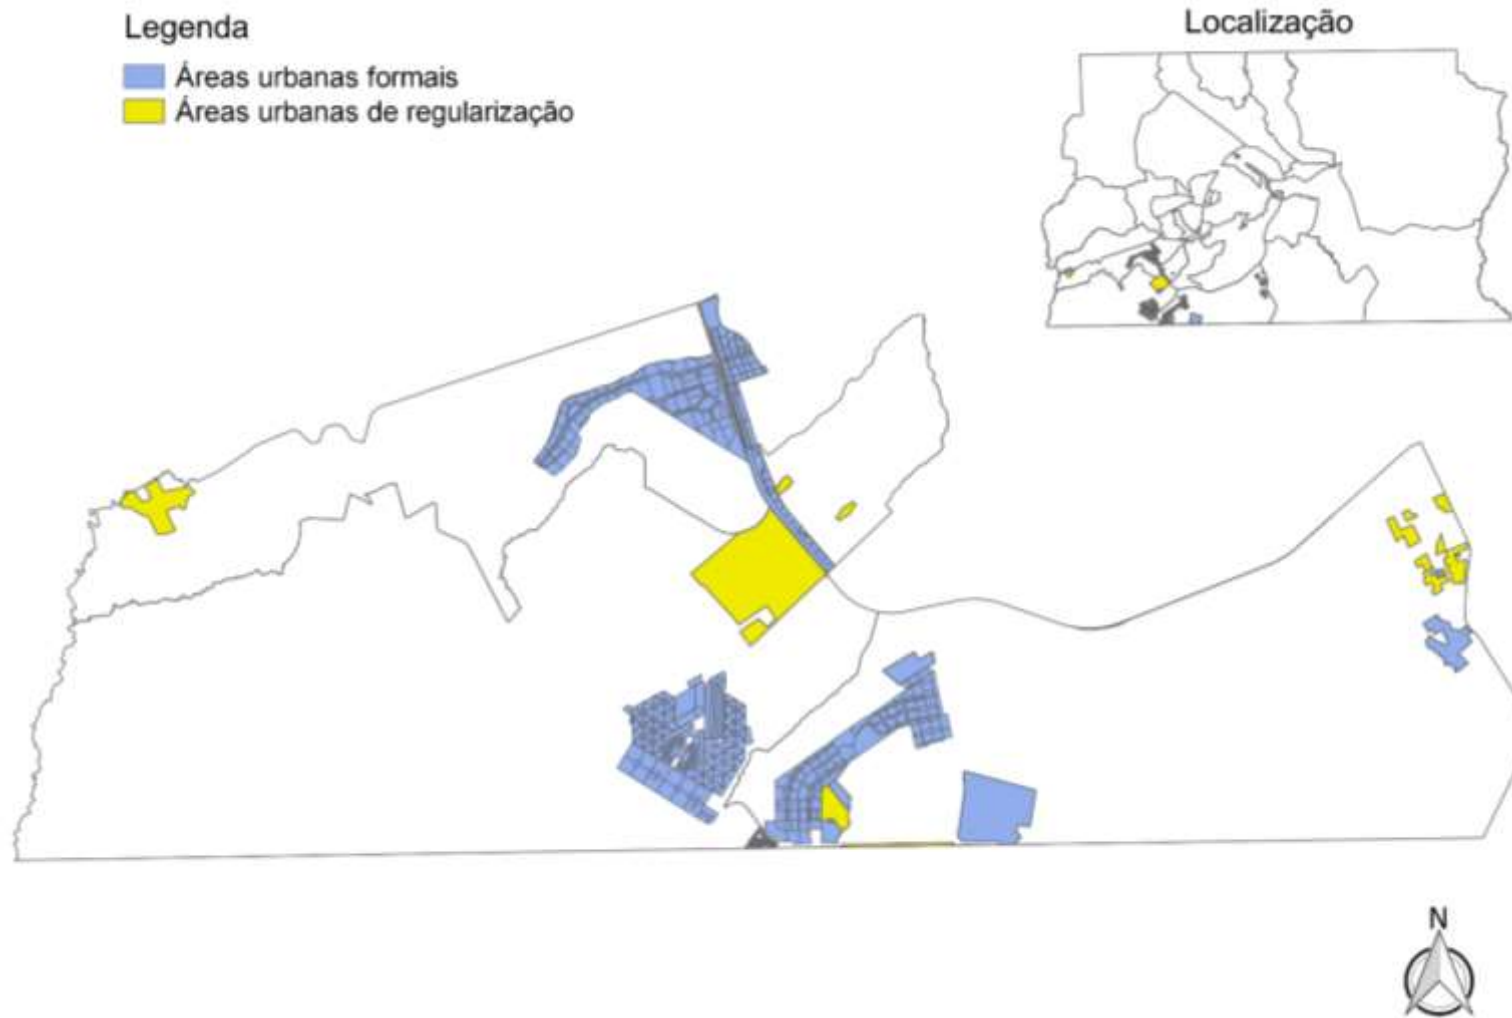 Legenda
Áreas urbanas formais
Áreas urbanas de regularização
Localização
N